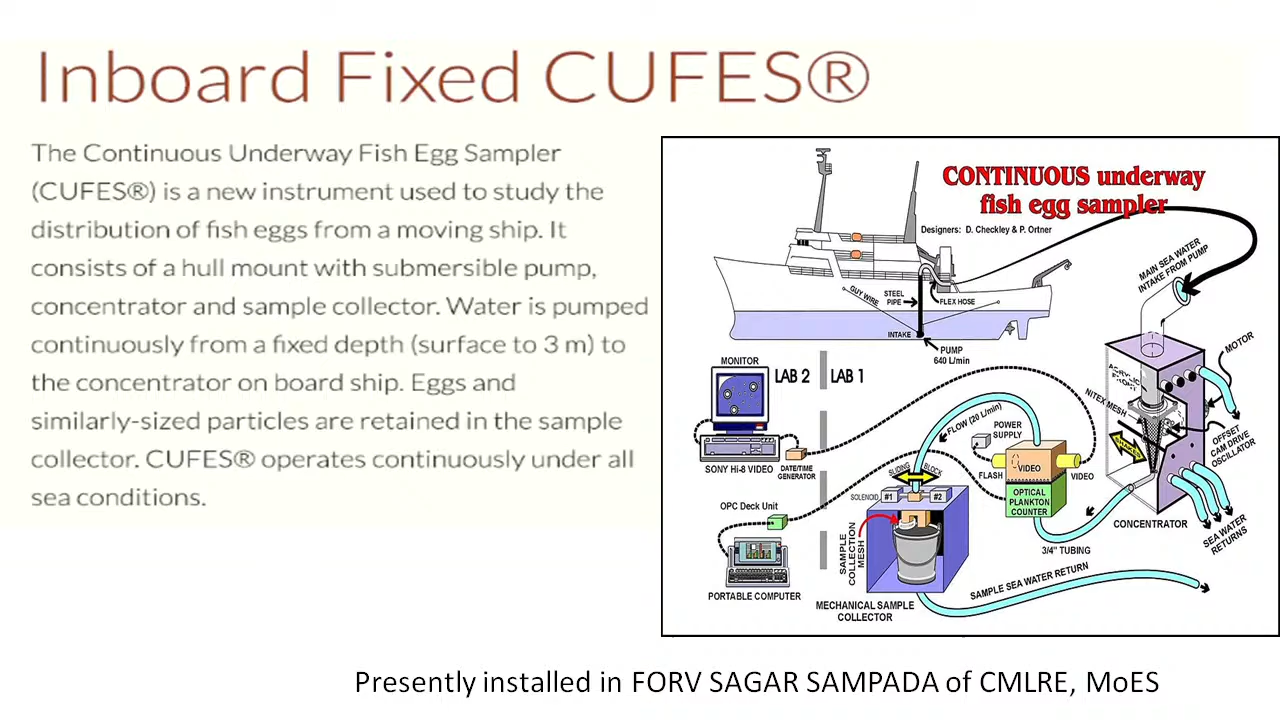 Inboard Fixed CUFES®
The Continuous Underway Fish Egg Sampler
(CUFES®) is a new instrument used to study the
distribution of fish eggs from a moving ship. It
consists of a hull mount with submersible pump,
concentrator and sample collector. Water is pumped
continuously from a fixed depth (surface to 3 m) to
the concentrator on board ship. Eggs and
similarly-sized particles are retained in the sample
collector. CUFES® operates continuously under all
sea conditions.
CONTINUOUS underway
fish egg sampler
Designers: D. Checkley & P. Ortner
MAIN SEA WATER
INTAKE FROM PUMP
GUY WIRE
STEEL
PIPE
FLEX HOSE
INTAKE
PUMP
640 L/min
MOTOR
MONITOR
LAB 2
LAB 1
NITEX MESH
SHAKES
OFFSET
CAM DRIVE
OSCILLATOR
FLOW (20 L/min)
POWER
SUPPLY
SONY Hi-8 VIDEO
DATE/TIME
GENERATOR
SLIDING
BLOCK
FLASH
VIDEO
VIDEO
SOLENOID
#1
#2
OPTICAL
PLANKTON
COUNTER
OPC Deck Unit
CONCENTRATOR
SEA WATER
RETURNS
SAMPLE
COLLECTION
MESH
3/4" TUBING
PORTABLE COMPUTER
SAMPLE SEA WATER RETURN
MECHANICAL SAMPLE
COLLECTOR
Presently installed in FORV SAGAR SAMPADA of CMLRE, MoES